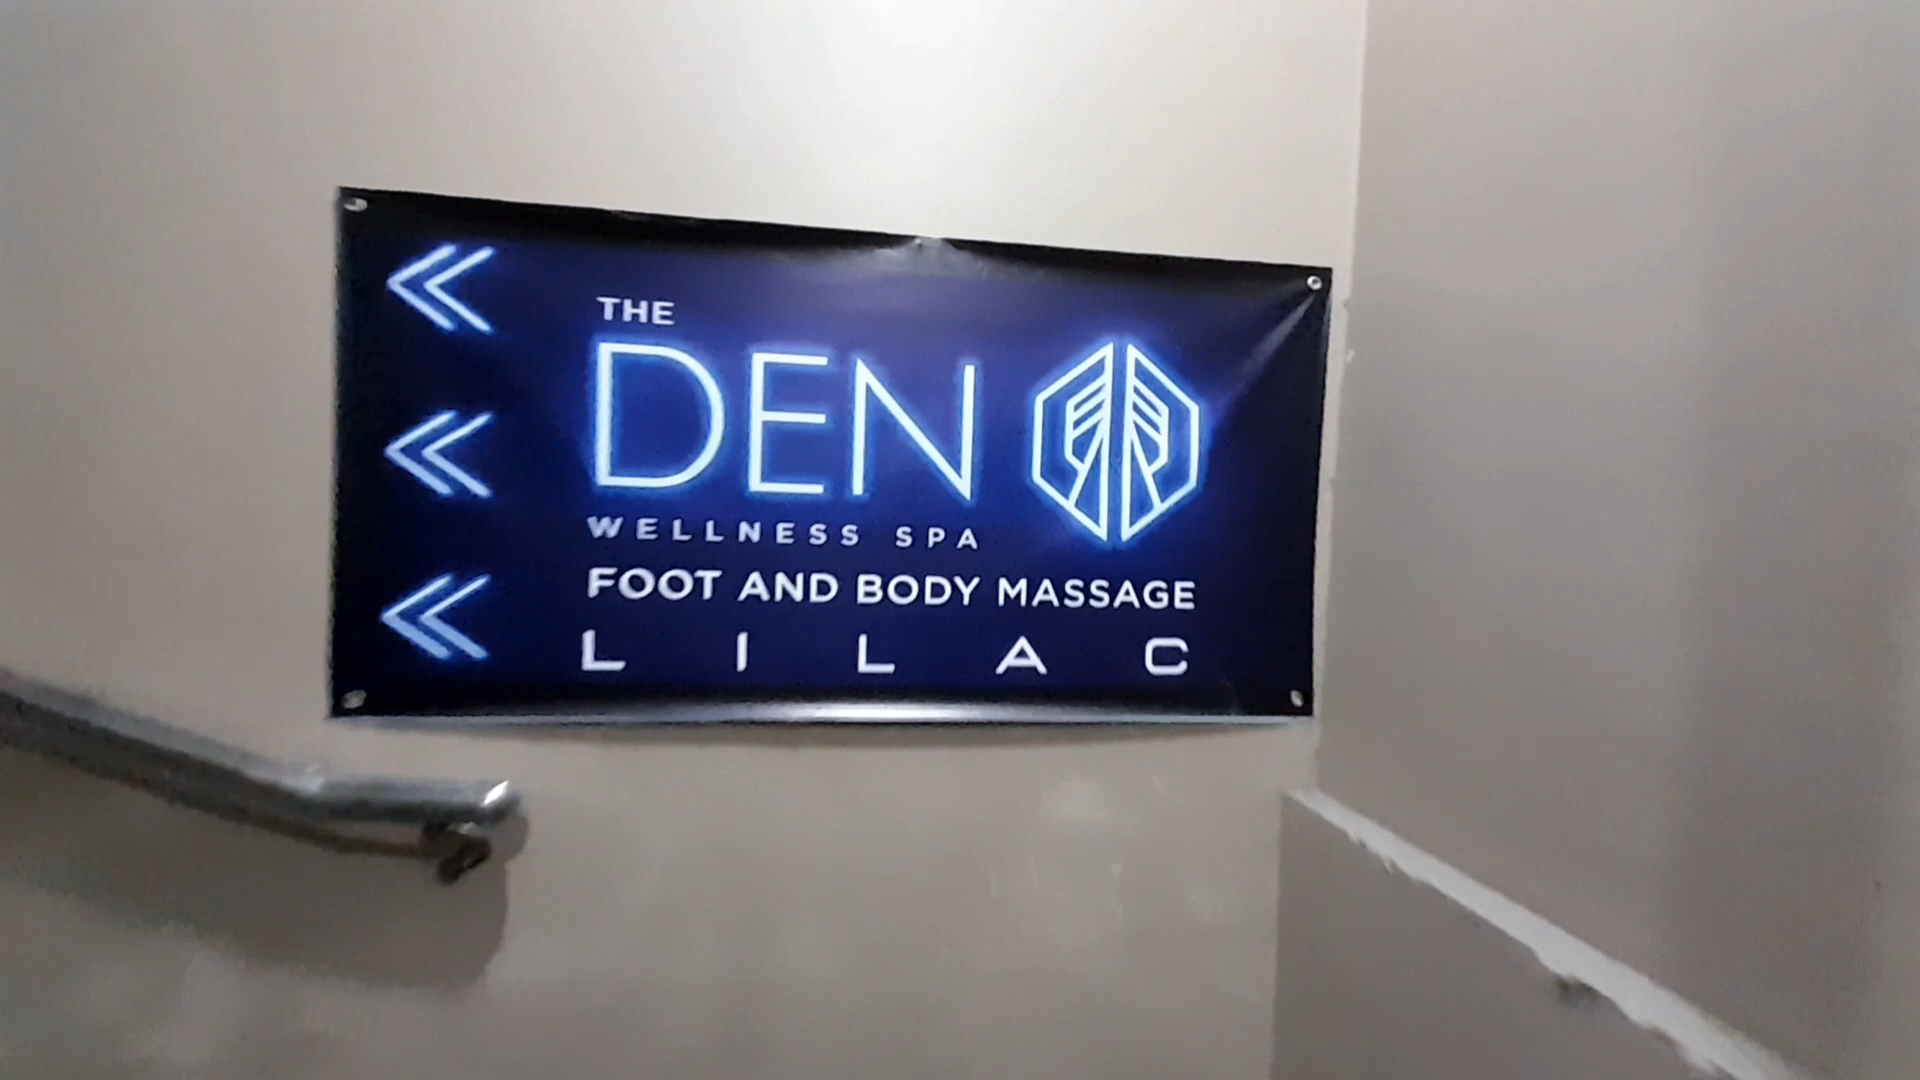 THE
DEN
WELLNESS SPA
FOOT AND BODY MASSAGE
LILAC